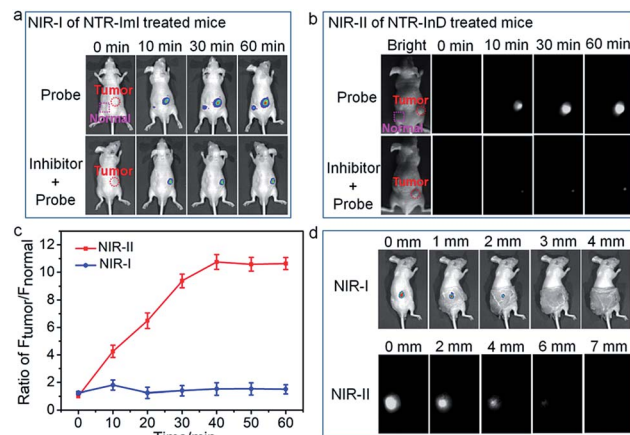 a
NIR-I of NTR-ImI treated mice
0 min 10 min 30 min 60 min
Probe
Tumor
Normal
Inhibitor
+
Probe
Tumor
b
NIR-II of NTR-InD treated mice
Bright 0 min 10 min 30 min 60 min
Probe
Tumor
Normal
Inhibitor
+
Probe
Tumor
c
NIR-II
NIR-I
Ratio of Ftumor/Fnormal
14
12
10
8
6
4
2
0
0 10 20 30 40 50 60
Time/min
d
0 mm 1 mm 2 mm 3 mm 4 mm
NIR-I
0 mm 2 mm 4 mm 6 mm 7 mm
NIR-II